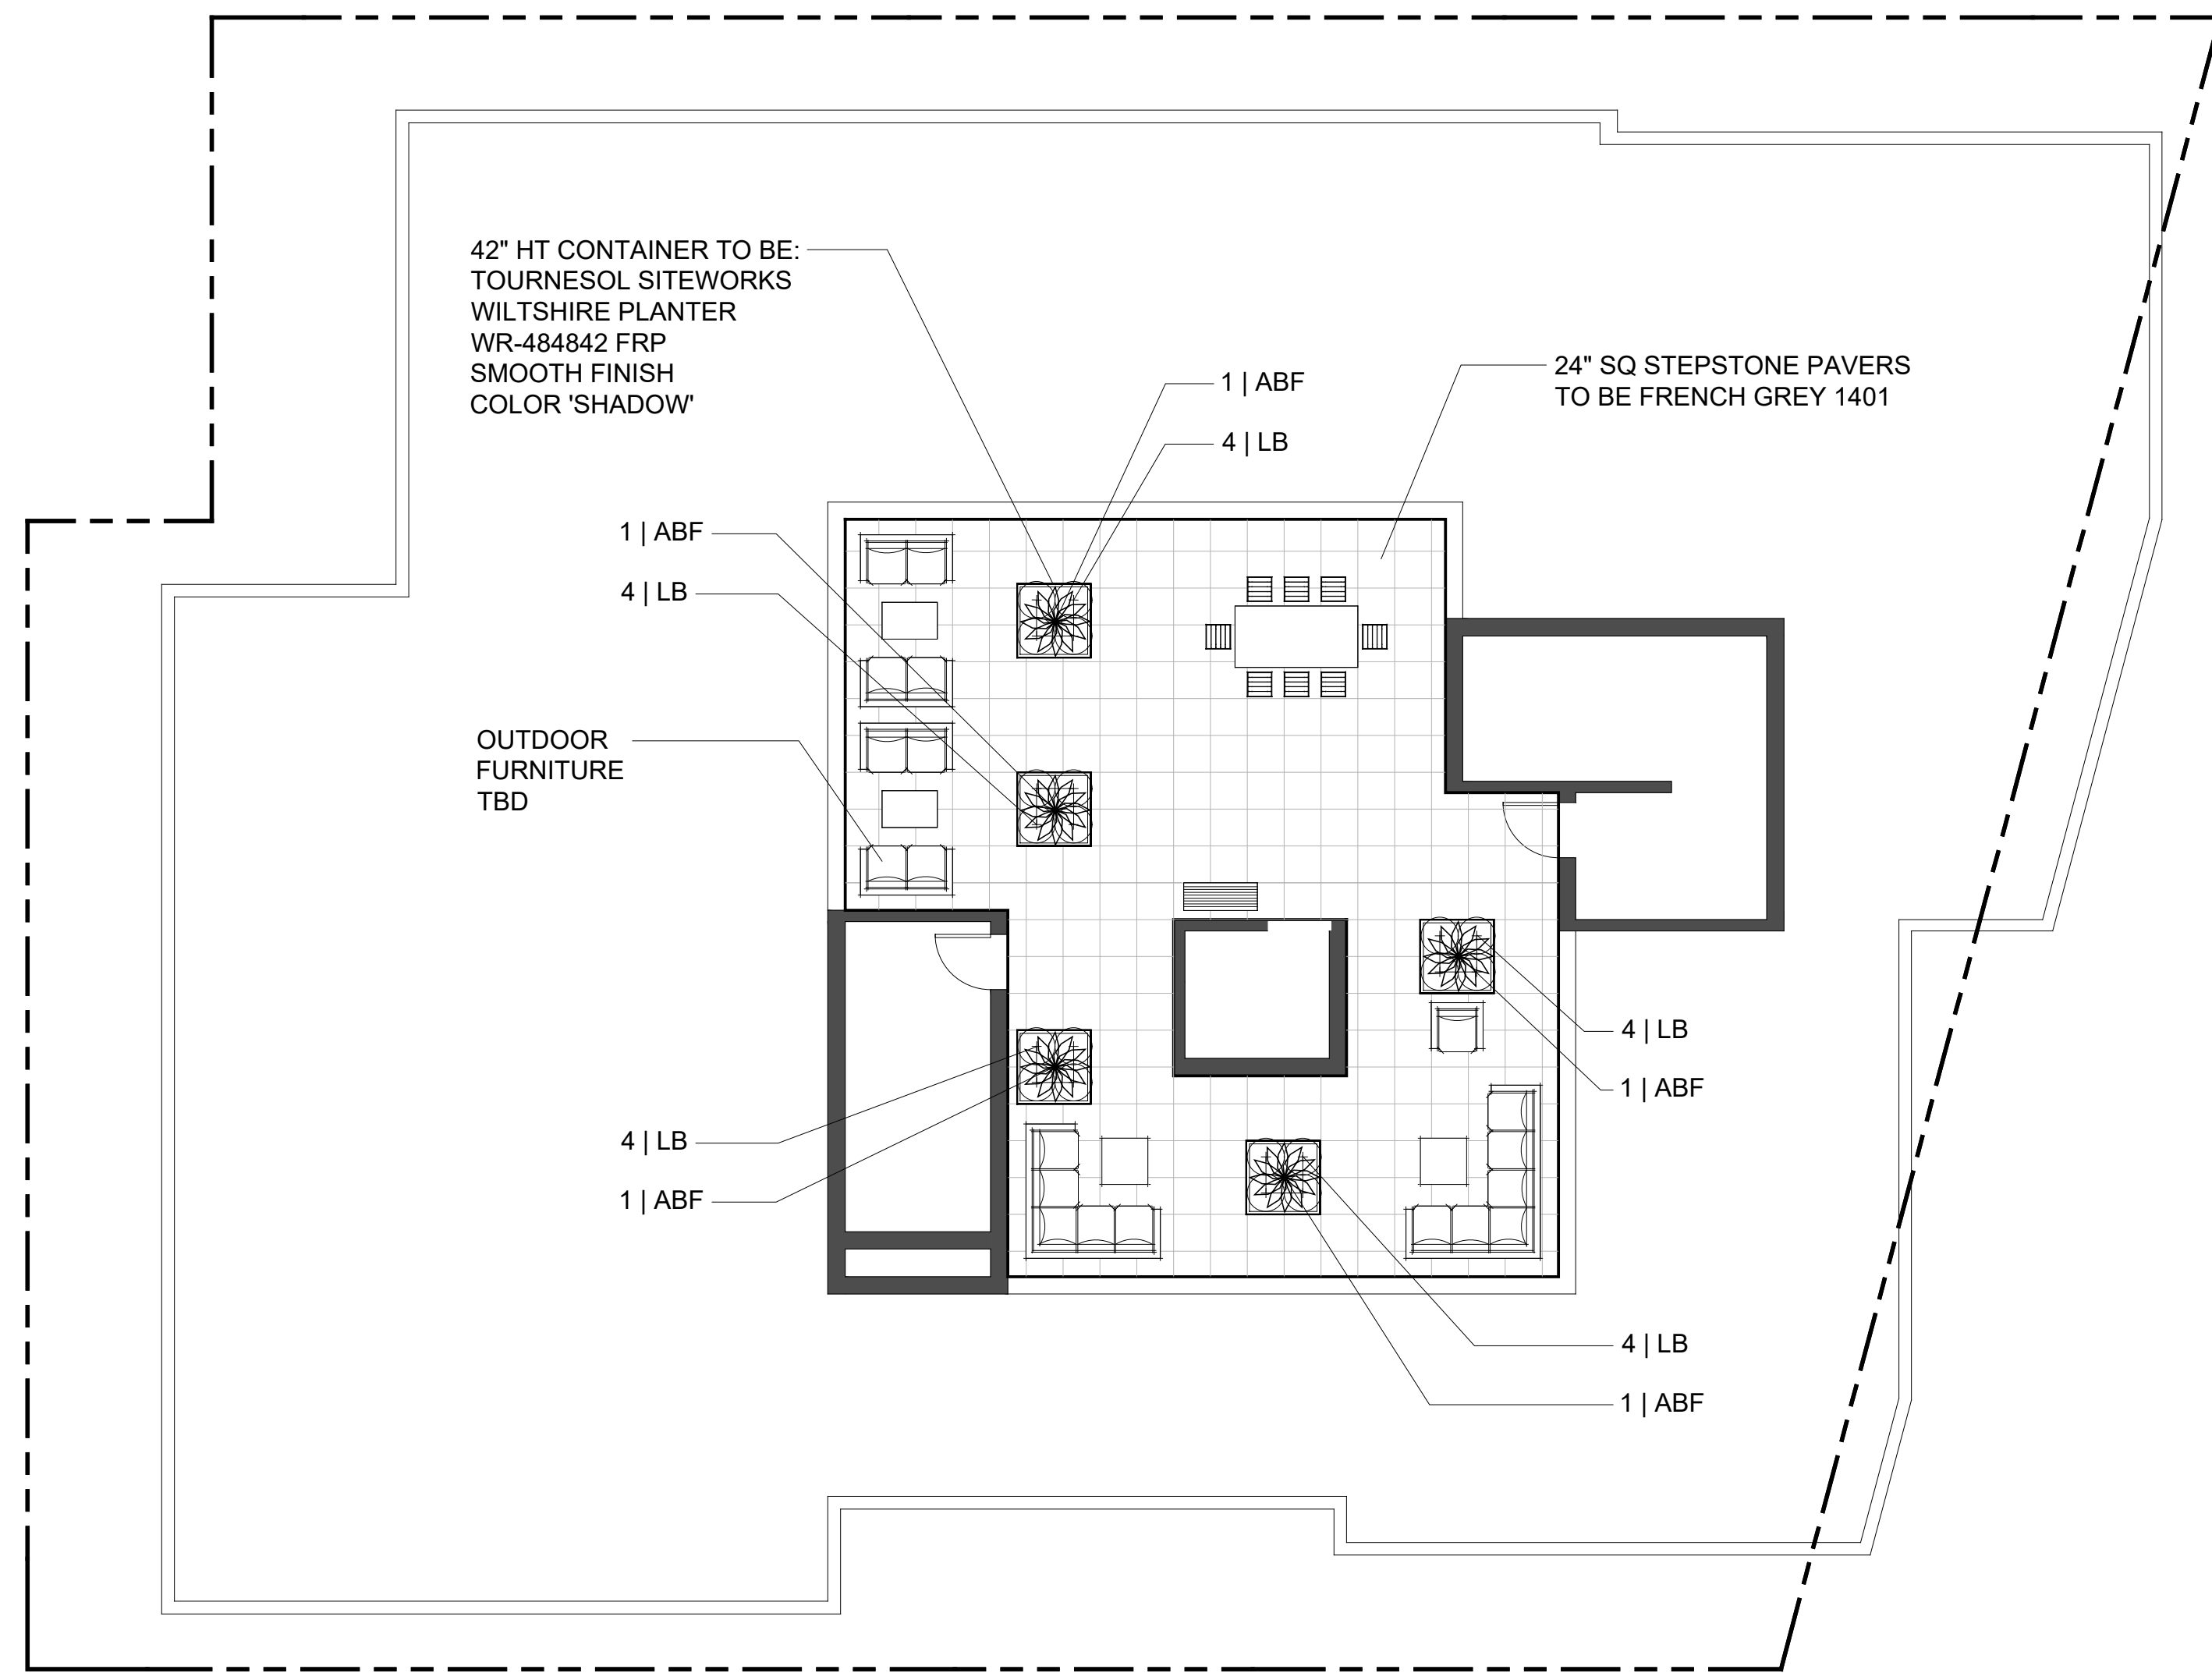 42" HT CONTAINER TO BE:
TOURNESOL SITEWORKS
WILTSHIRE PLANTER
WR-484842 FRP
SMOOTH FINISH
COLOR 'SHADOW'
24" SQ STEPSTONE PAVERS
TO BE FRENCH GREY 1401
1 | ABF
4 | LB
1 | ABF
4 | LB
OUTDOOR
FURNITURE
TBD
4 | LB
1 | ABF
4 | LB
1 | ABF
4 | LB
1 | ABF